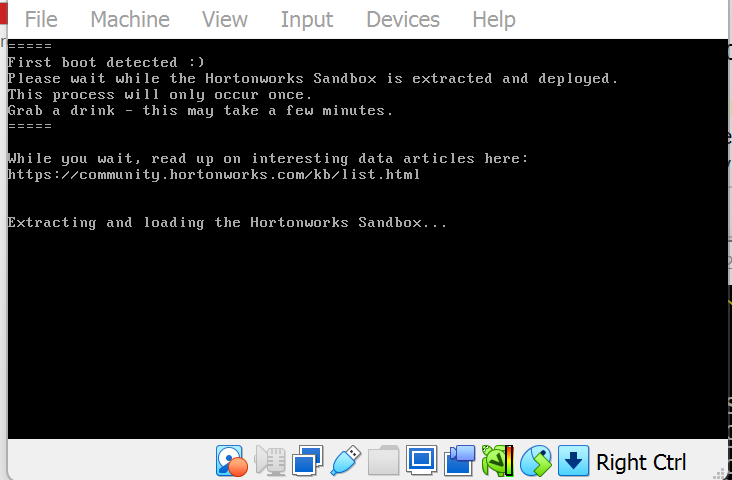 File Machine View Input Devices Help
=====
First boot detected :)
Please wait while the Hortonworks Sandbox is extracted and deployed.
This process will only occur once.
Grab a drink - this may take a few minutes.
=====
While you wait, read up on interesting data articles here:
https://community.hortonworks.com/kb/list.html
Extracting and loading the Hortonworks Sandbox...
Right Ctrl